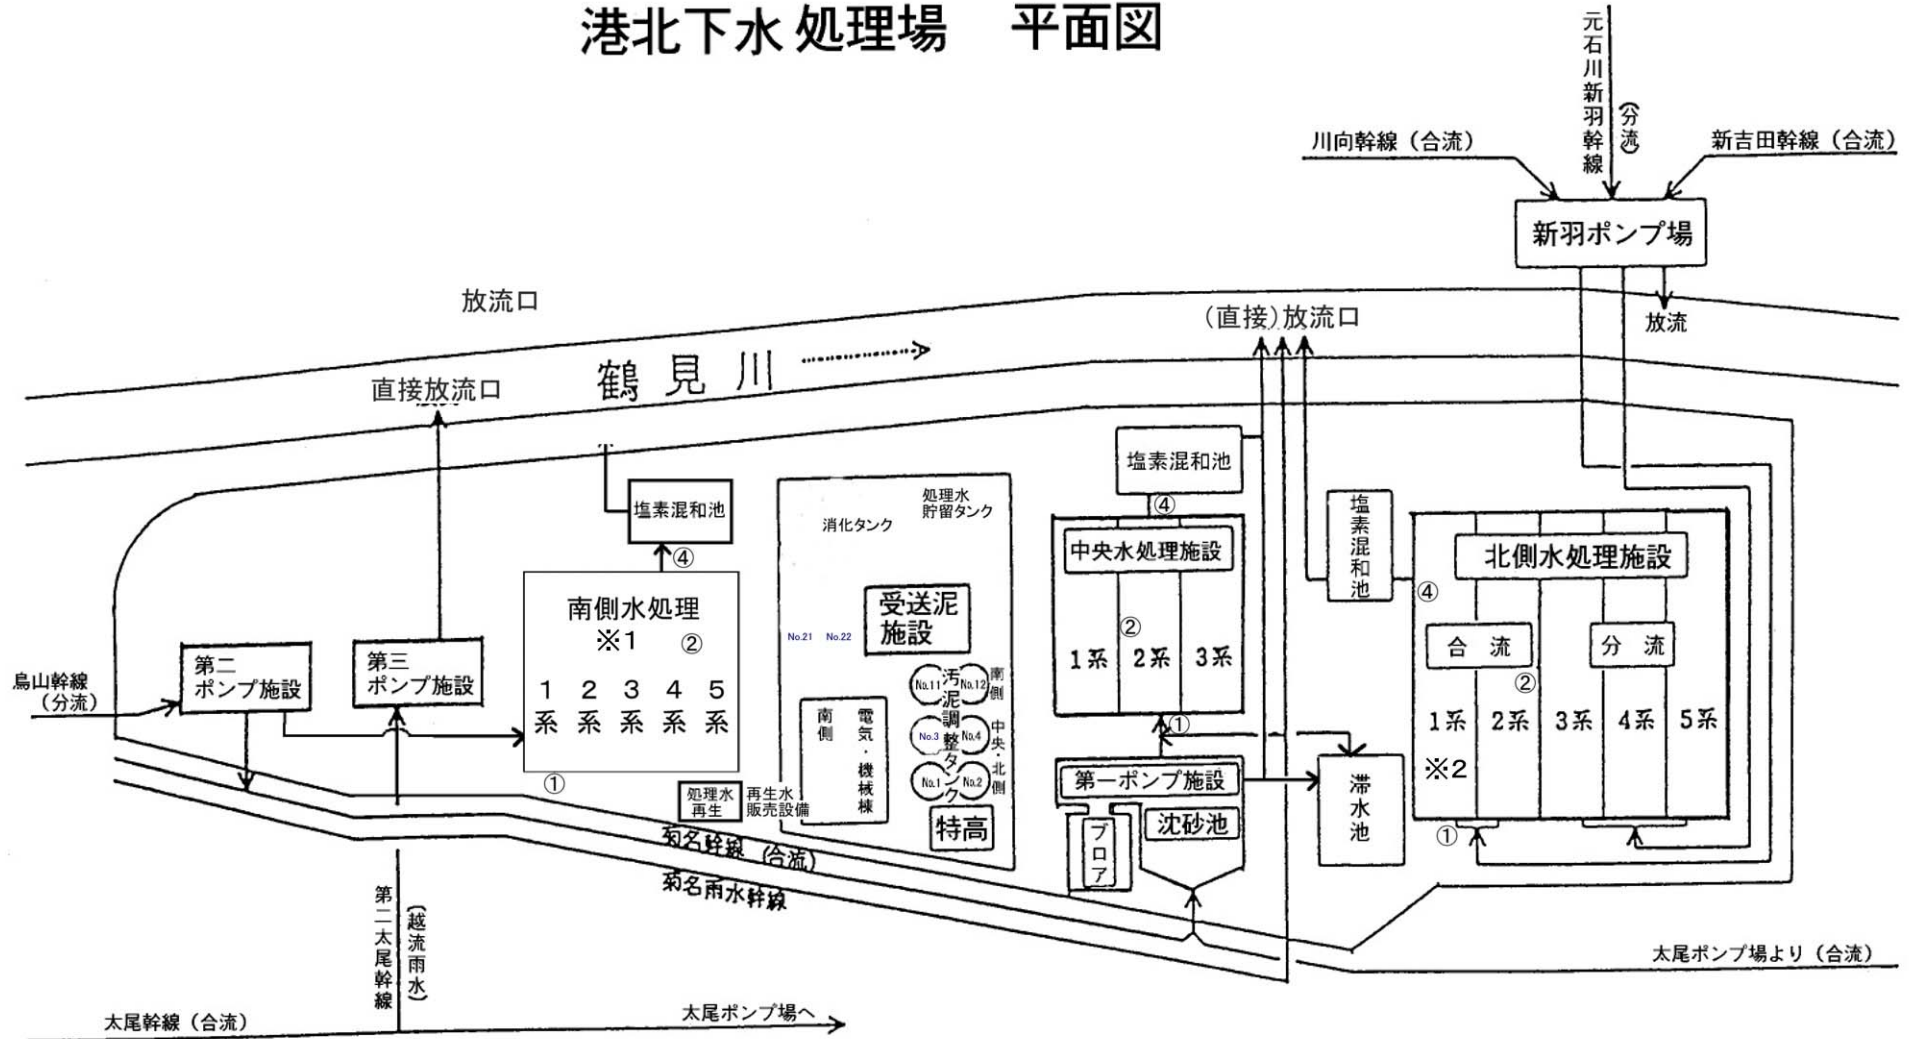 港北下水処理場　平面図
元石川新羽幹線
(分流)
川向幹線（合流）
新吉田幹線（合流）
新羽ポンプ場
放流
放流口
（直接）放流口
鶴見川
直接放流口
塩素混和池
④
南側水処理
※1　②
1系 2系 3系 4系 5系
①
第二
ポンプ施設
第三
ポンプ施設
鳥山幹線
（分流）
処理水
再生
再生水
販売設備
処理水
貯留タンク
消化タンク
受送泥
施設
No.21 No.22
汚泥調整タンク
No.11 No.12
南側
No.3 No.4
No.1 No.2
中央・北側
南側
電気・機械棟
特高
塩素混和池
④
中央水処理施設
②
1系 2系 3系
①
第一ポンプ施設
沈砂池
ブロア
滞水池
塩素混和池
④
北側水処理施設
合流
分流
②
1系 2系 3系 4系 5系
※2
①
菊名幹線（合流）
菊名雨水幹線
第二太尾幹線
(越流雨水)
太尾ポンプ場より（合流）
太尾幹線（合流）
太尾ポンプ場へ